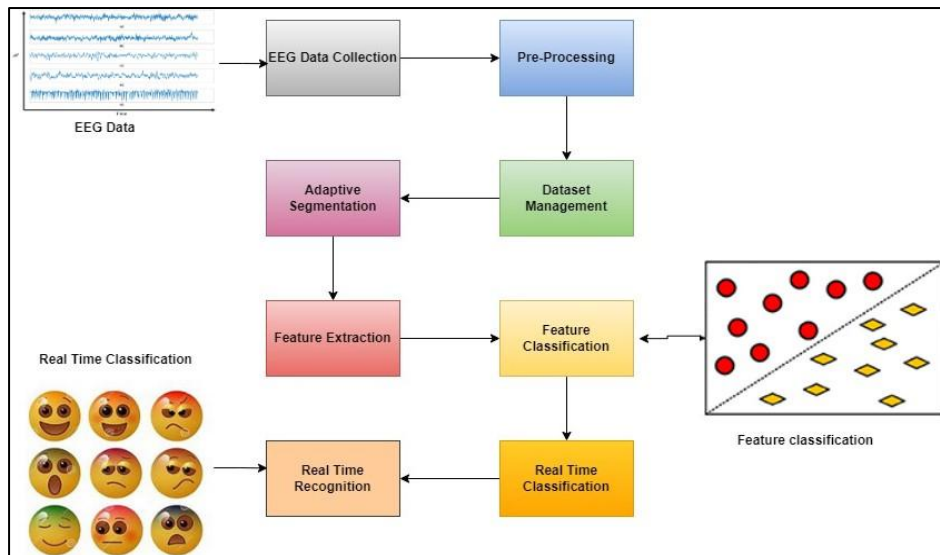 EEG Data
EEG Data Collection
Pre-Processing
Adaptive
Segmentation
Dataset
Management
Feature Extraction
Feature
Classification
Feature classification
Real Time Classification
Real Time
Recognition
Real Time
Classification